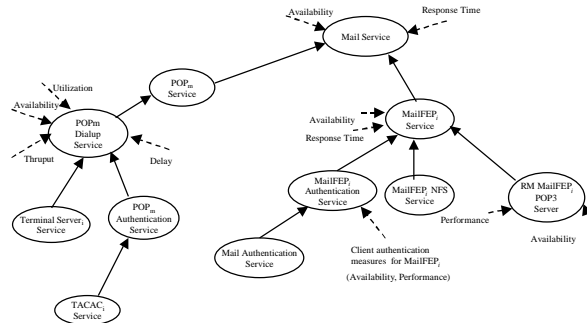 Availability
Response Time
Mail Service
POPm
Service
Utilization
Availability
POPm
Dialup
Service
Thruput
Delay
Availability
Response Time
MailFEPi
Service
MailFEPi
Authentication
Service
MailFEPi NFS
Service
RM MailFEPi
POP3
Server
Performance
Availability
Terminal Serveri
Service
POPm
Authentication
Service
Mail Authentication
Service
Client authentication
measures for MailFEPi
(Availability, Performance)
TACACi
Service